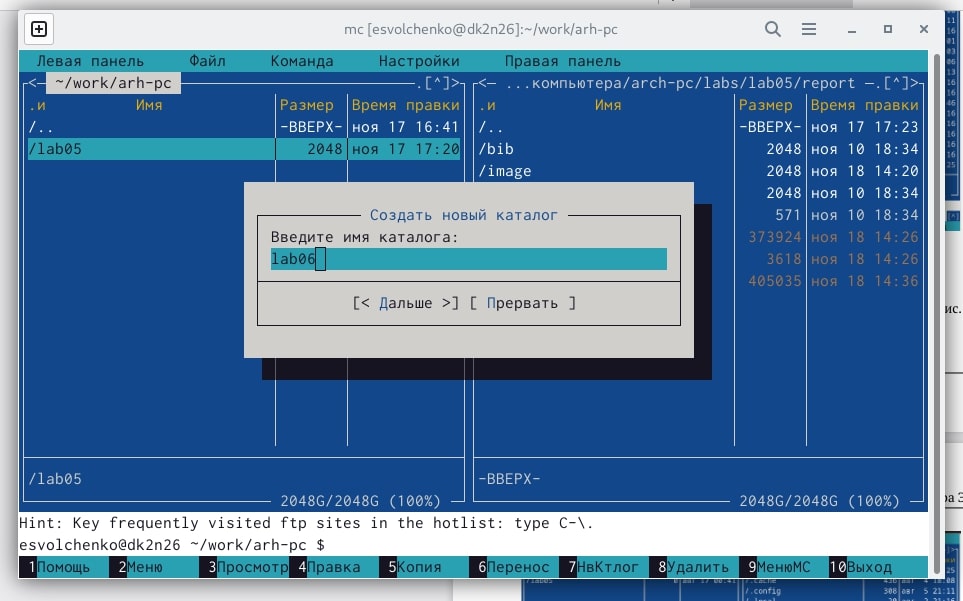 mc [esvolchenko@dk2n26]:~/work/arh-pc
Левая панель Файл Команда Настройки Правая панель
<─ ~/work/arh-pc .[^]> <─ ...компьютера/arch-pc/labs/lab05/report ─.[^]>
.и Имя Размер Время правки .и Имя Размер Время правки
/.. -ВВЕРХ- ноя 17 16:41 /.. -ВВЕРХ- ноя 17 17:23
/lab05 2048 ноя 17 17:20 /bib 2048 ноя 10 18:34
/image 2048 ноя 18 14:20
2048 ноя 10 18:34
Создать новый каталог 571 ноя 10 18:34
Введите имя каталога: 373924 ноя 18 14:26
lab06 3618 ноя 18 14:26
405035 ноя 18 14:36
[< Дальше >] [ Прервать ]
/lab05 -ВВЕРХ-
2048G/2048G (100%) 2048G/2048G (100%)
Hint: Key frequently visited ftp sites in the hotlist: type C-\.
esvolchenko@dk2n26 ~/work/arh-pc $
1Помощь 2Меню 3Просмотр 4Правка 5Копия 6Перенос 7НвКтлог 8Удалить 9МенюMC 10Выход